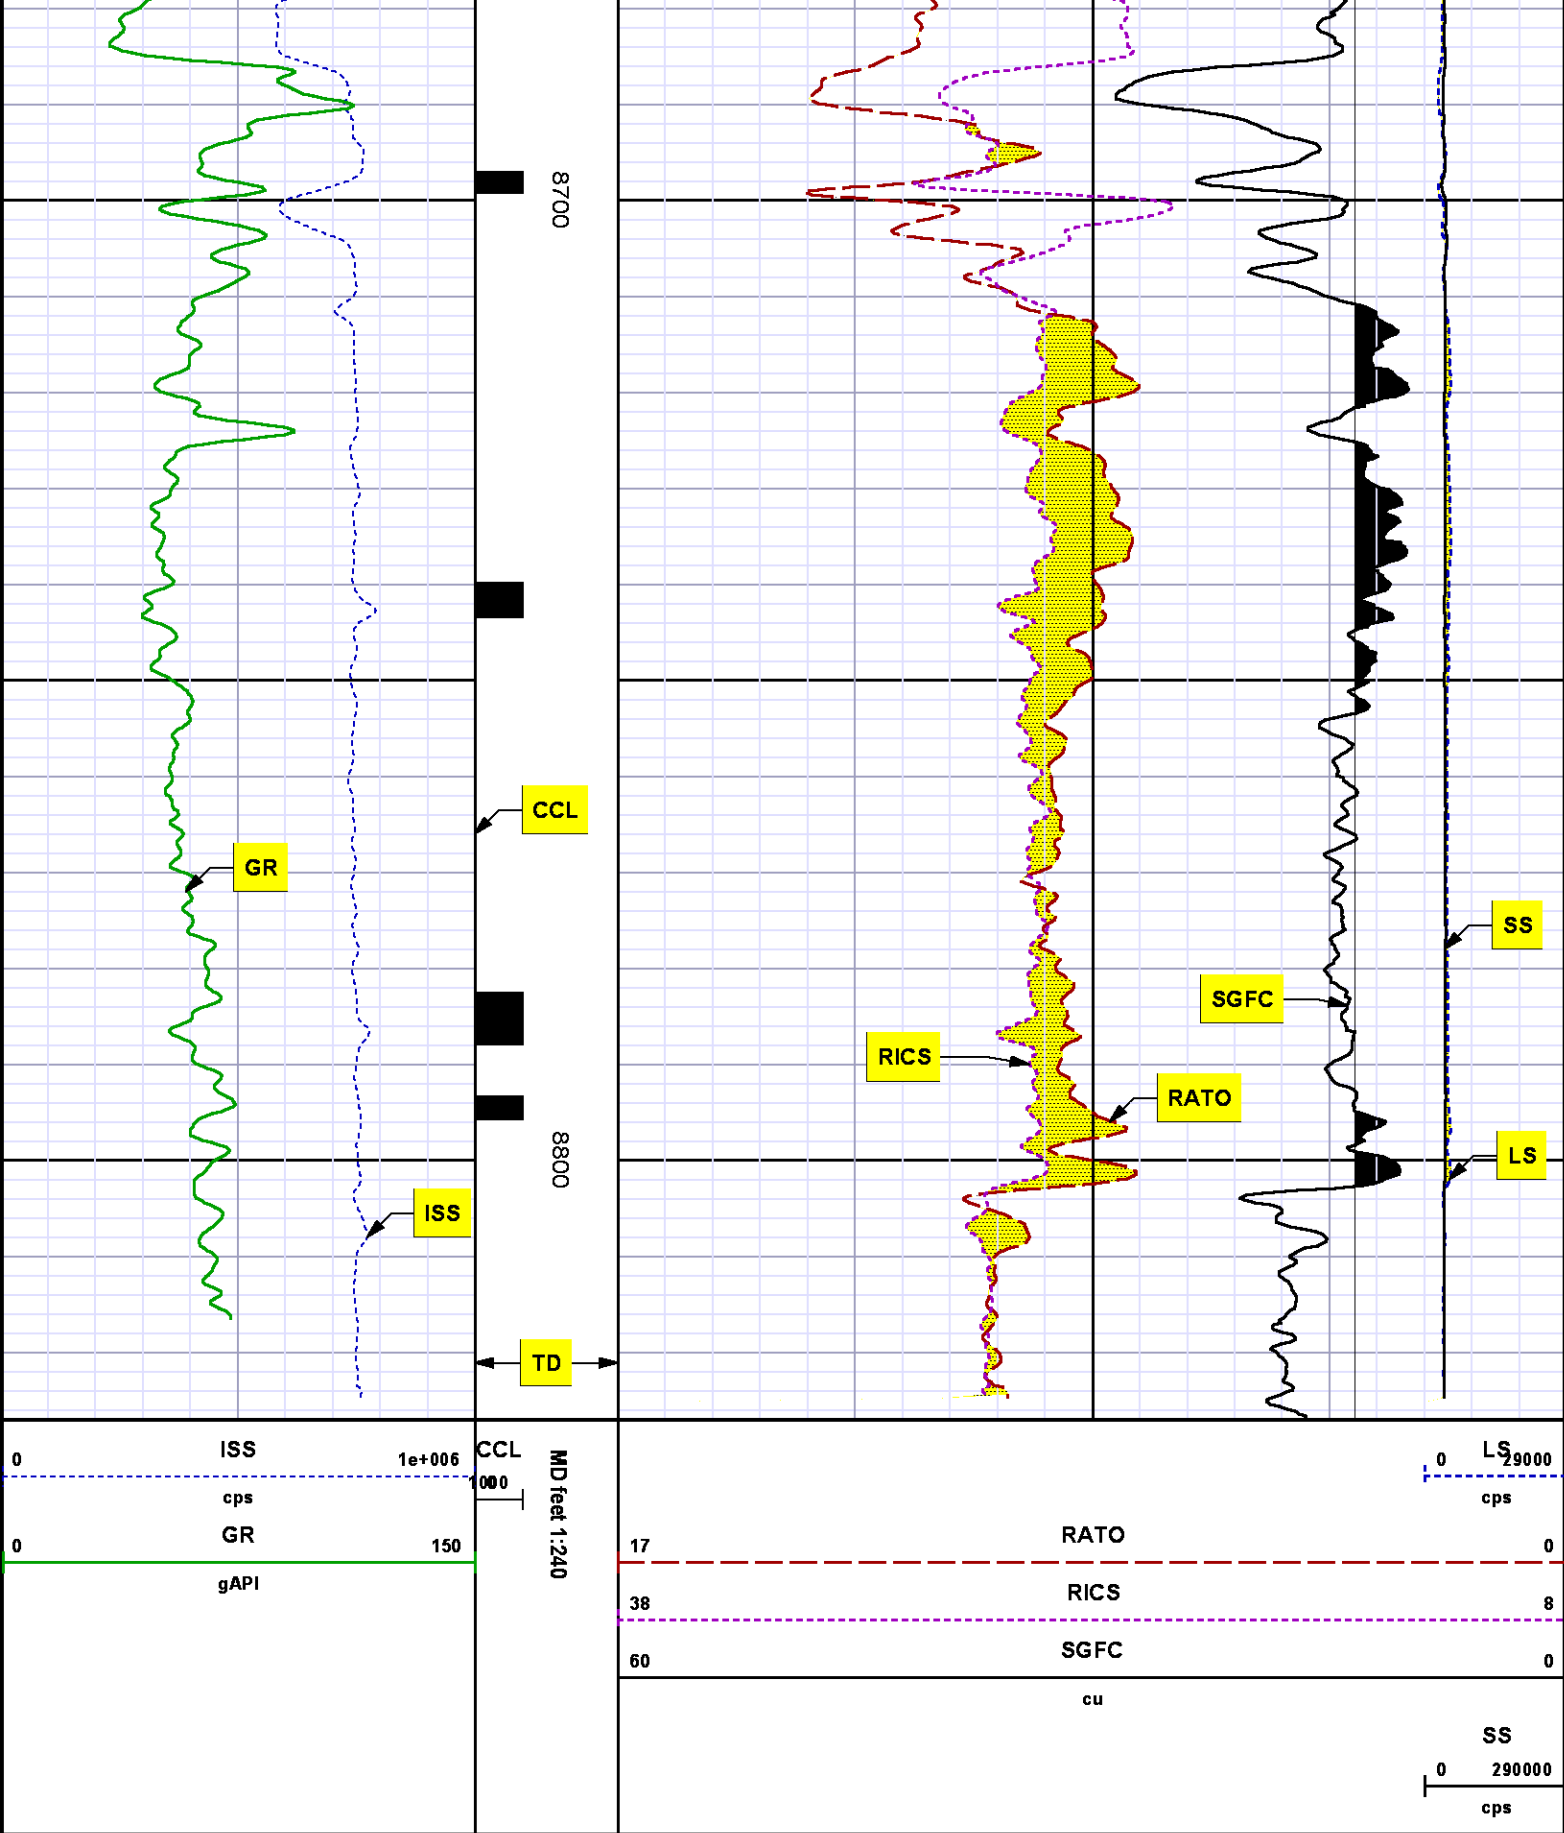 8700
CCL
GR
SS
SGFC
RICS
RATO
8800
LS
ISS
TD
ISS
0 1e+006
cps
GR
0 150
gAPI
CCL
MD feet 1:240
LS
0 29000
cps
RATO
17 0
RICS
38 8
SGFC
60 0
cu
SS
0 290000
cps